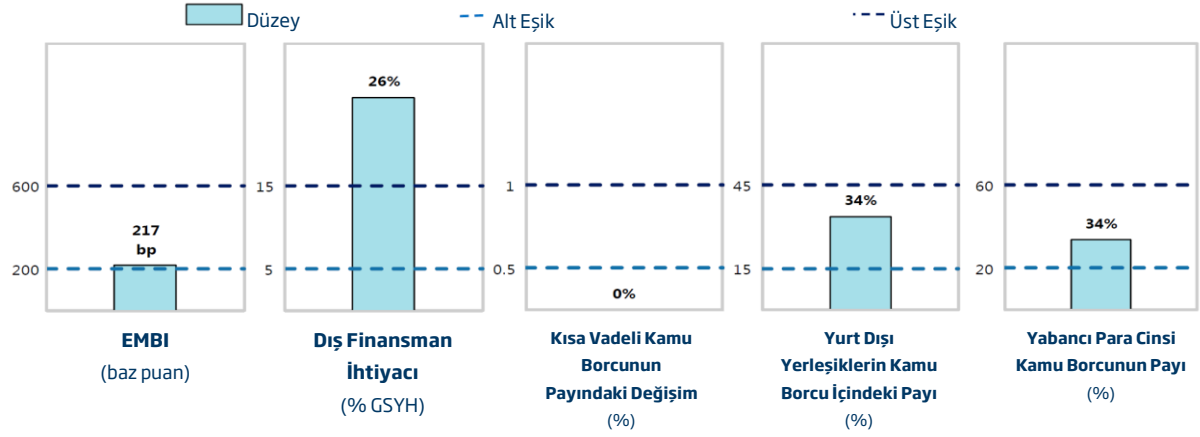 Düzey
Alt Eşik
Üst Eşik
600
200
217
bp
EMBI
(baz puan)
15
5
26%
Dış Finansman
İhtiyacı
(% GSYH)
1
0.5
0%
Kısa Vadeli Kamu
Borcunun
Payındaki Değişim
(%)
45
15
34%
Yurt Dışı
Yerleşiklerin Kamu
Borcu İçindeki Payı
(%)
60
20
34%
Yabancı Para Cinsi
Kamu Borcunun Payı
(%)